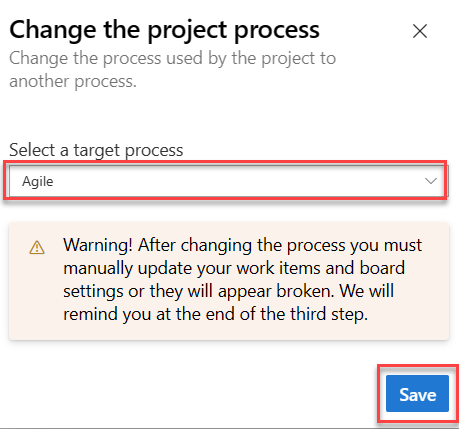 Change the project process
Change the process used by the project to
another process.
Select a target process
Agile
Warning! After changing the process you must
manually update your work items and board
settings or they will appear broken. We will
remind you at the end of the third step.
Save